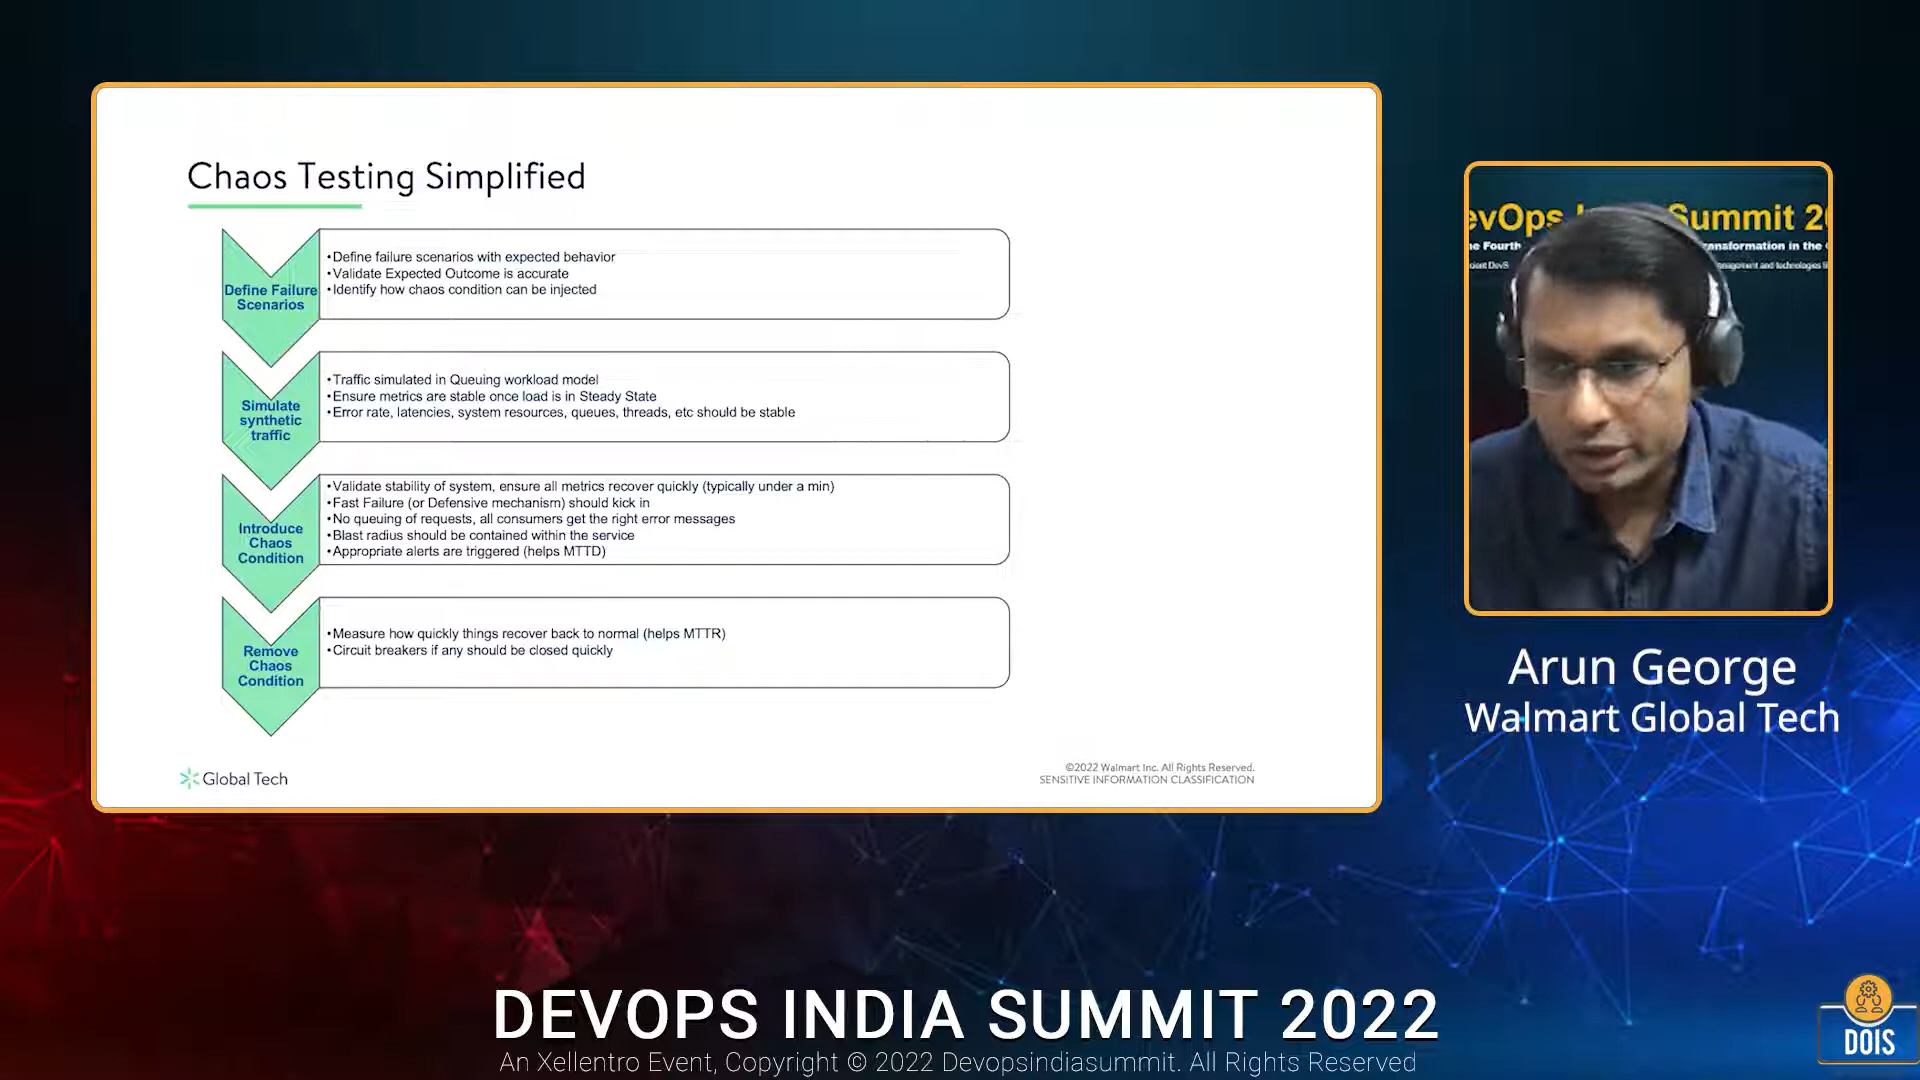 Chaos Testing Simplified
Define Failure
Scenarios
•Define failure scenarios with expected behavior
•Validate Expected Outcome is accurate
•Identify how chaos condition can be injected
Simulate
synthetic
traffic
•Traffic simulated in Queuing workload model
•Ensure metrics are stable once load is in Steady State
•Error rate, latencies, system resources, queues, threads, etc should be stable
Introduce
Chaos
Condition
•Validate stability of system, ensure all metrics recover quickly (typically under a min)
•Fast Failure (or Defensive mechanism) should kick in
•No queuing of requests, all consumers get the right error messages
•Blast radius should be contained within the service
•Appropriate alerts are triggered (helps MTTD)
Remove
Chaos
Condition
•Measure how quickly things recover back to normal (helps MTTR)
•Circuit breakers if any should be closed quickly
Global Tech
©2022 Walmart Inc. All Rights Reserved.
SENSITIVE INFORMATION CLASSIFICATION
evOps Summit 2
e Fourth ansformation in the
agement and technologies
Arun George
Walmart Global Tech
DEVOPS INDIA SUMMIT 2022
An Xellentro Event, Copyright © 2022 Devopsindiasummit. All Rights Reserved
DOIS